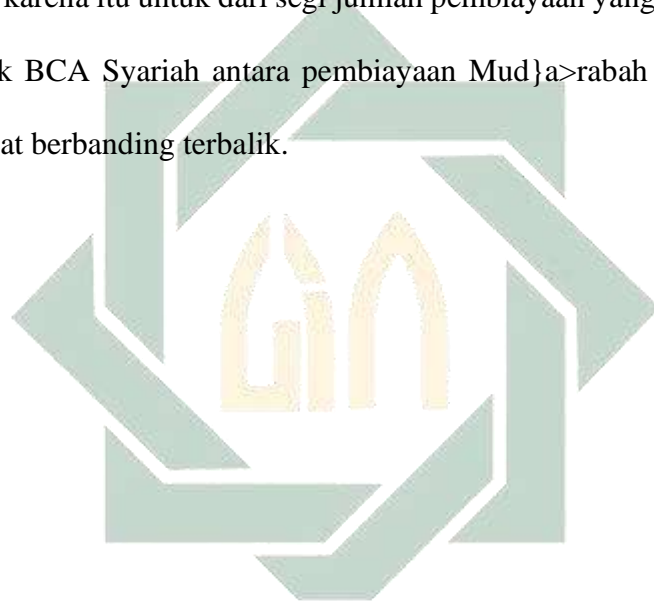 karena itu untuk dari segi jumlah pembiayaan yang
k BCA Syariah antara pembiayaan Mud}a>rabah
at berbanding terbalik.